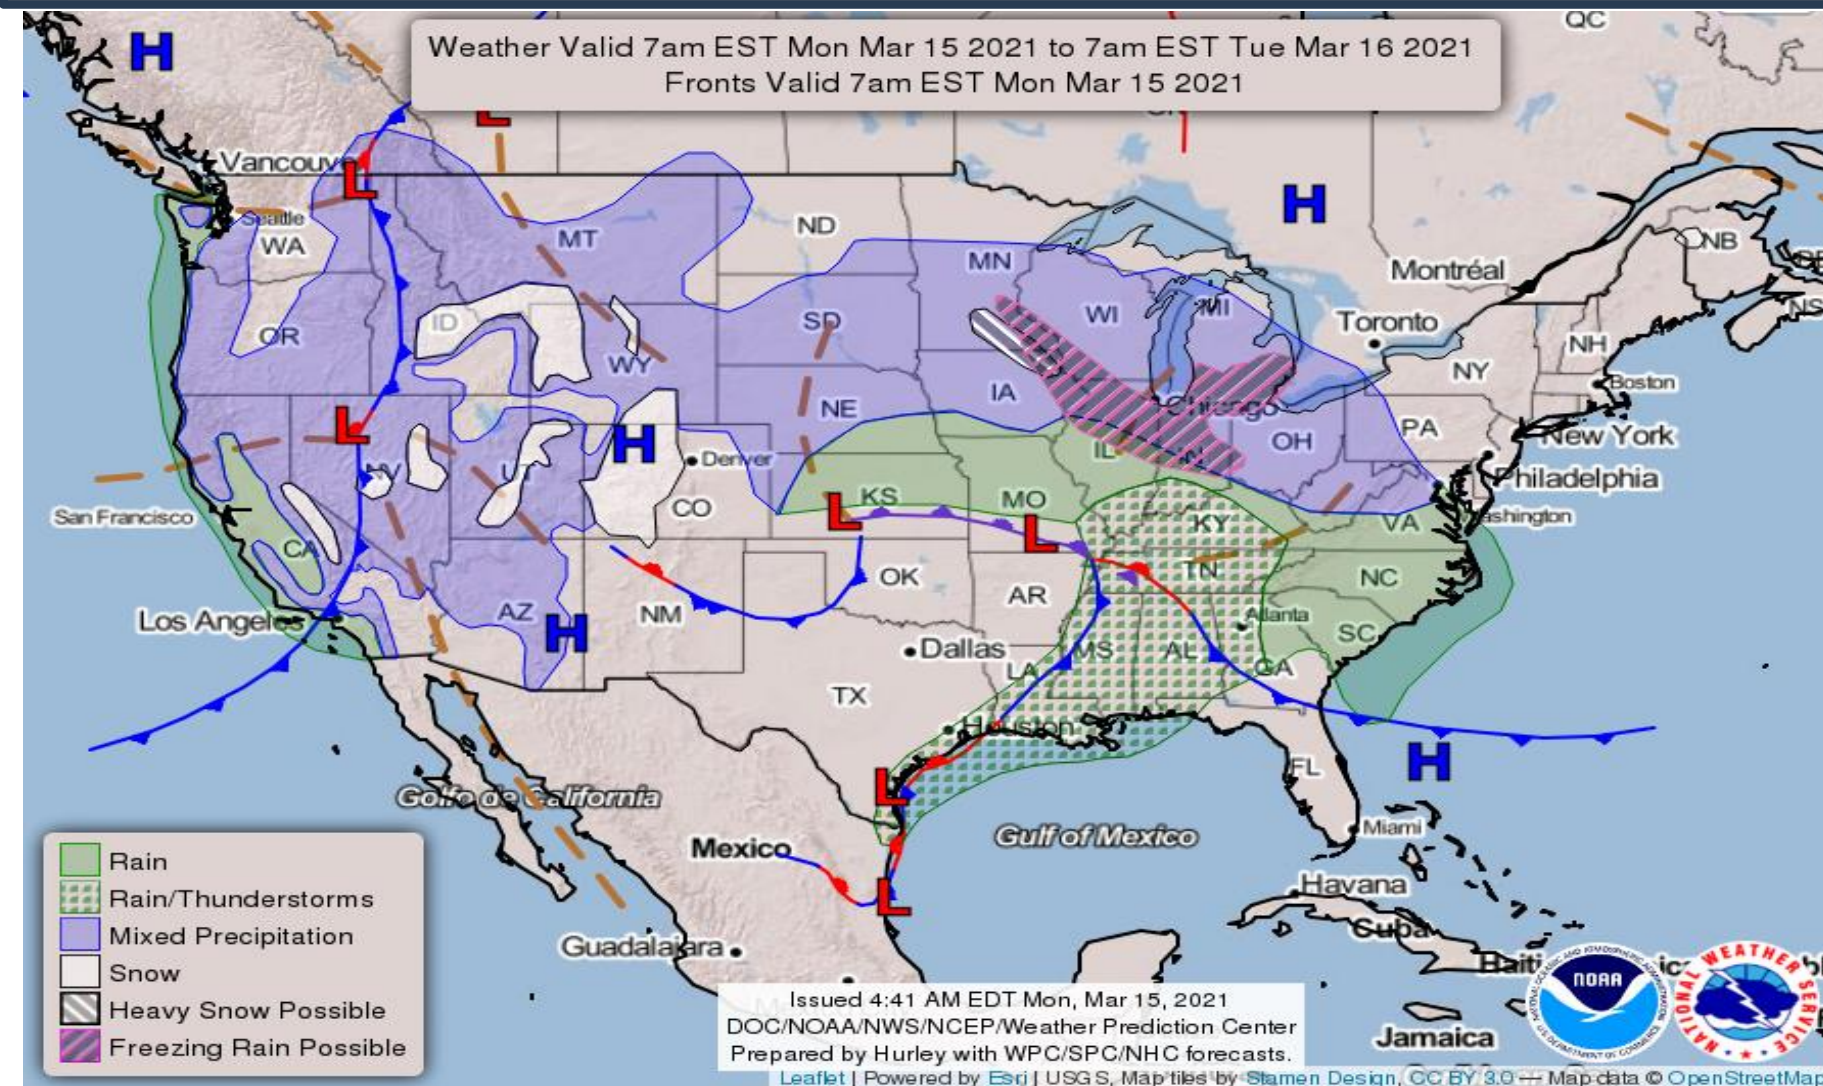 QC
Weather Valid 7am EST Mon Mar 15 2021 to 7am EST Tue Mar 16 2021
Fronts Valid 7am EST Mon Mar 15 2021
H
L
Vancouve
L
H
Seattle
WA
MT
ND
MN
NB
Montréal
OR
ID
SD
WI
MI
Toronto
NS
NH
WY
NY
Boston
IA
NE
Chicago
L
H
OH
PA
New York
NV
UT
Denver
IL
Philadelphia
San Francisco
CO
KS
MO
L
L
KY
VA
ashington
CA
OK
TN
NC
AR
Los Angeles
AZ
H
NM
Atlanta
SC
Dallas
LA
MS
AL
GA
TX
Houston
H
FL
L
Golfo de California
Gulf of Mexico
Miami
Mexico
L
Havana
Cuba
Guadalajara
Haiti
Jamaica
Rain
Rain/Thunderstorms
Mixed Precipitation
Snow
Heavy Snow Possible
Freezing Rain Possible
Issued 4:41 AM EDT Mon, Mar 15, 2021
DOC/NOAA/NWS/NCEP/Weather Prediction Center
Prepared by Hurley with WPC/SPC/NHC forecasts.
NOAA
NATIONAL WEATHER SERVICE
Leaflet | Powered by Esri | USGS, Map tiles by Stamen Design, CC BY 3.0 — Map data © OpenStreetMap